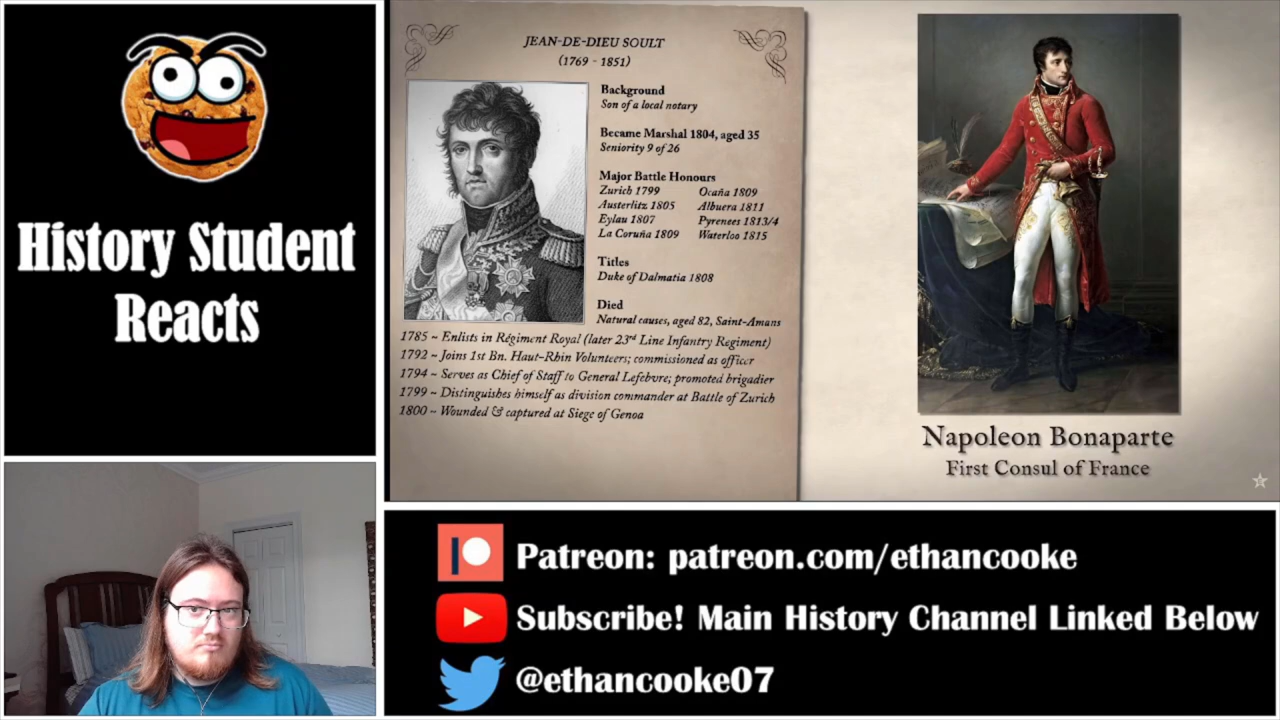 History Student
Reacts
JEAN-DE-DIEU SOULT
(1769 - 1851)
Background
Son of a local notary
Became Marshal 1804, aged 35
Seniority 9 of 26
Major Battle Honours
Zurich 1799 Ocaña 1809
Austerlitz 1805 Albuera 1811
Eylau 1807 Pyrenees 1813/4
La Coruña 1809 Waterloo 1815
Titles
Duke of Dalmatia 1808
Died
Natural causes, aged 82, Saint-Amans
1785 ~ Enlists in Régiment Royal (later 23rd Line Infantry Regiment)
1792 ~ Joins 1st Bn. Haut-Rhin Volunteers; commissioned as officer
1794 ~ Serves as Chief of Staff to General Lefebvre; promoted brigadier
1799 ~ Distinguishes himself as division commander at Battle of Zurich
1800 ~ Wounded & captured at Siege of Genoa
Napoleon Bonaparte
First Consul of France
Patreon: patreon.com/ethancooke
Subscribe! Main History Channel Linked Below
@ethancooke07